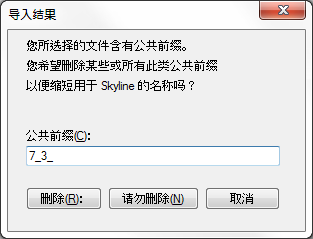 导入结果
您所选择的文件含有公共前缀。
您希望删除某些或所有此类公共前缀
以便缩短用于 Skyline 的名称吗？
公共前缀(C):
7_3_
删除(R): 请勿删除(N) 取消